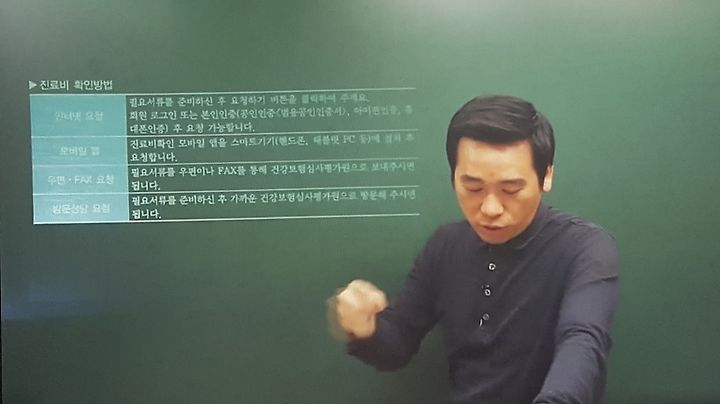 ▶ 진료비 확인방법
인터넷 요청
필요서류를 준비하신 후 요청하기 버튼을 클릭하여 주세요.
회원 로그인 또는 본인인증(공인인증<범용공인인증서>, 아이핀인증, 휴
대폰인증) 후 요청 가능합니다.
모바일 앱
진료비확인 모바일 앱을 스마트기기(핸드폰, 태블릿 PC 등)에 설치 후
요청합니다.
우편・FAX 요청
필요서류를 우편이나 FAX를 통해 건강보험심사평가원으로 보내주시면
됩니다.
방문상담 요청
필요서류를 준비하신 후 가까운 건강보험심사평가원으로 방문해 주시면
됩니다.